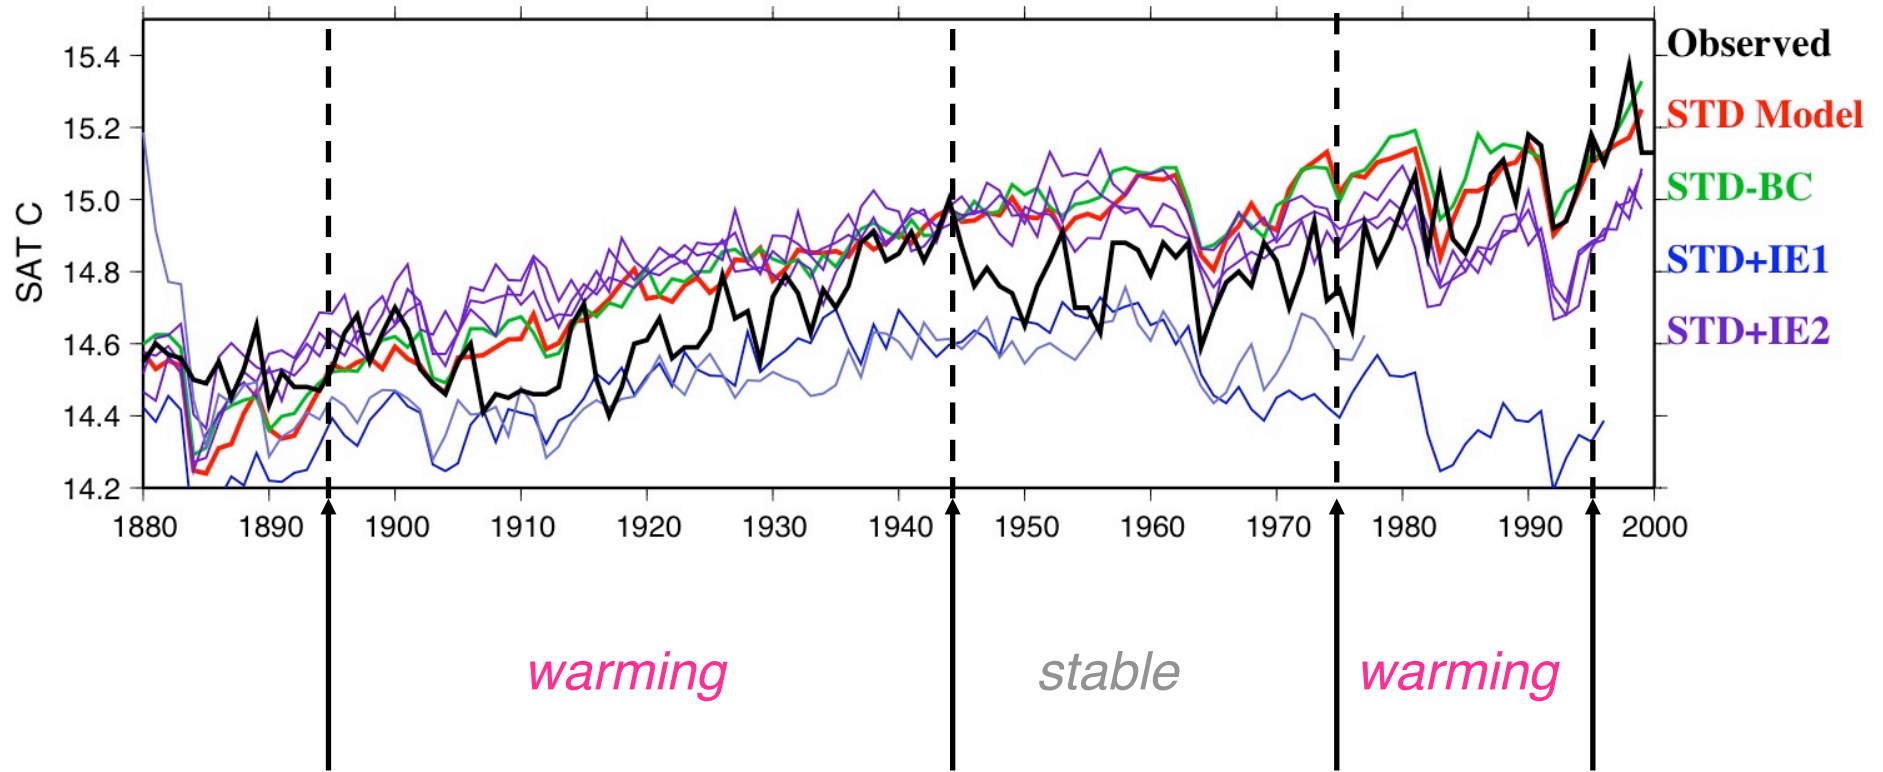 SAT C
15.4
15.2
15.0
14.8
14.6
14.4
14.2
1880 1890 1900 1910 1920 1930 1940 1950 1960 1970 1980 1990 2000
Observed
STD Model
STD-BC
STD+IE1
STD+IE2
warming stable warming